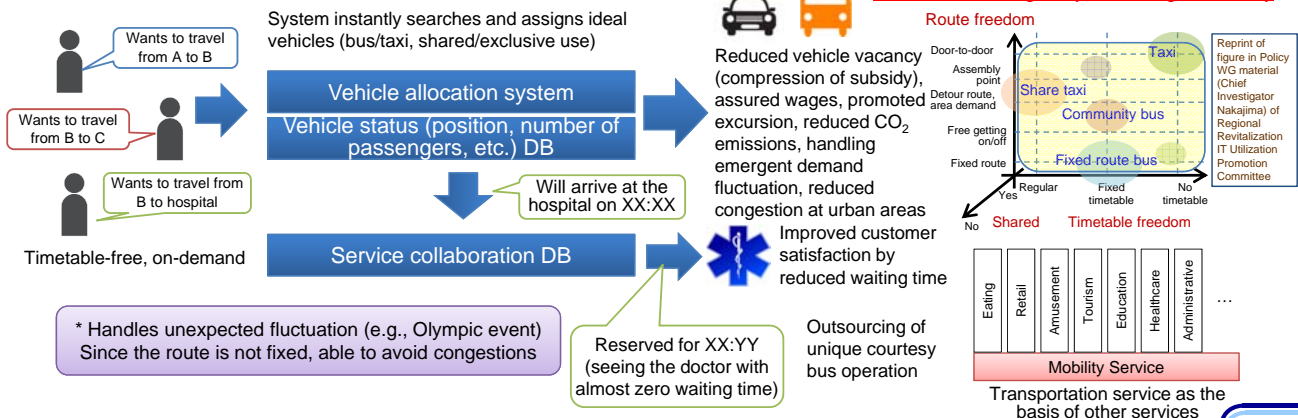 System instantly searches and assigns ideal
vehicles (bus/taxi, shared/exclusive use)
Wants to travel
from A to B
Wants to travel
from B to C
Wants to travel from
B to hospital
Timetable-free, on-demand
Vehicle allocation system
Vehicle status (position, number of
passengers, etc.) DB
Will arrive at the
hospital on XX:XX
Service collaboration DB
* Handles unexpected fluctuation (e.g., Olympic event)
Since the route is not fixed, able to avoid congestions
Reserved for XX:YY
(seeing the doctor with
almost zero waiting time)
Reduced vehicle vacancy
(compression of subsidy),
assured wages, promoted
excursion, reduced CO2
emissions, handling
emergent demand
fluctuation, reduced
congestion at urban areas
Improved customer
satisfaction by
reduced waiting time
Outsourcing of
unique courtesy
bus operation
Route freedom
Door-to-door
Assembly
point
Detour route,
area demand
Free getting
on/off
Fixed route
Taxi
Share taxi
Community bus
Fixed route bus
Yes
Regular
Fixed
timetable
No
timetable
No
Shared
Timetable freedom
Reprint of
figure in Policy
WG material
(Chief
Investigator
Nakajima) of
Regional
Revitalization
IT Utilization
Promotion
Committee
Eating
Retail
Amusement
Tourism
Education
Healthcare
Administrative
…
Mobility Service
Transportation service as the
basis of other services